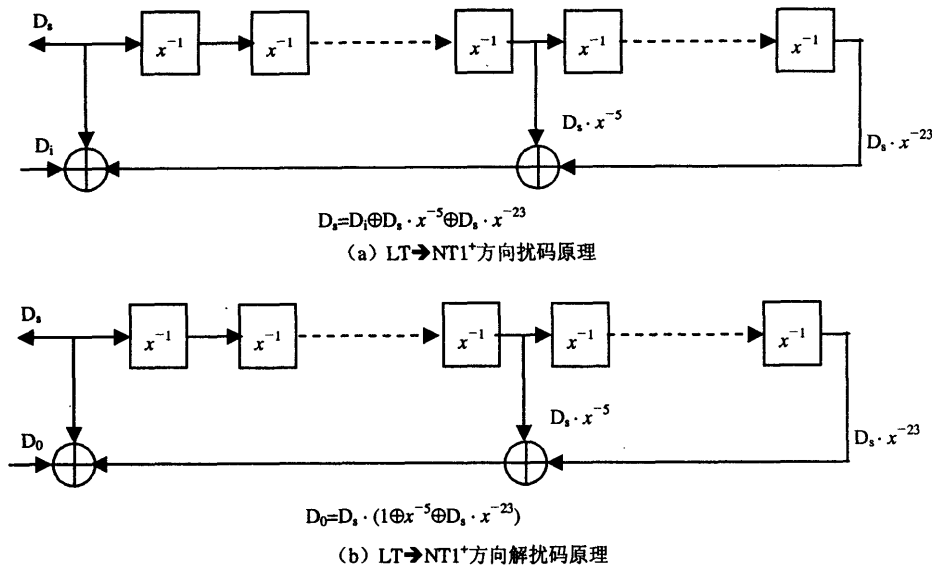 Dₛ
x⁻¹ x⁻¹ x⁻¹ x⁻¹ x⁻¹
Dₛ · x⁻⁵
Dᵢ
Dₛ · x⁻²³
Dₛ=Dᵢ⊕Dₛ · x⁻⁵⊕Dₛ · x⁻²³
（a）LT➔NT1⁺方向扰码原理
Dₛ
x⁻¹ x⁻¹ x⁻¹ x⁻¹ x⁻¹
Dₛ · x⁻⁵
D₀
Dₛ · x⁻²³
D₀=Dₛ · (1⊕x⁻⁵⊕Dₛ · x⁻²³)
（b）LT➔NT1⁺方向解扰码原理